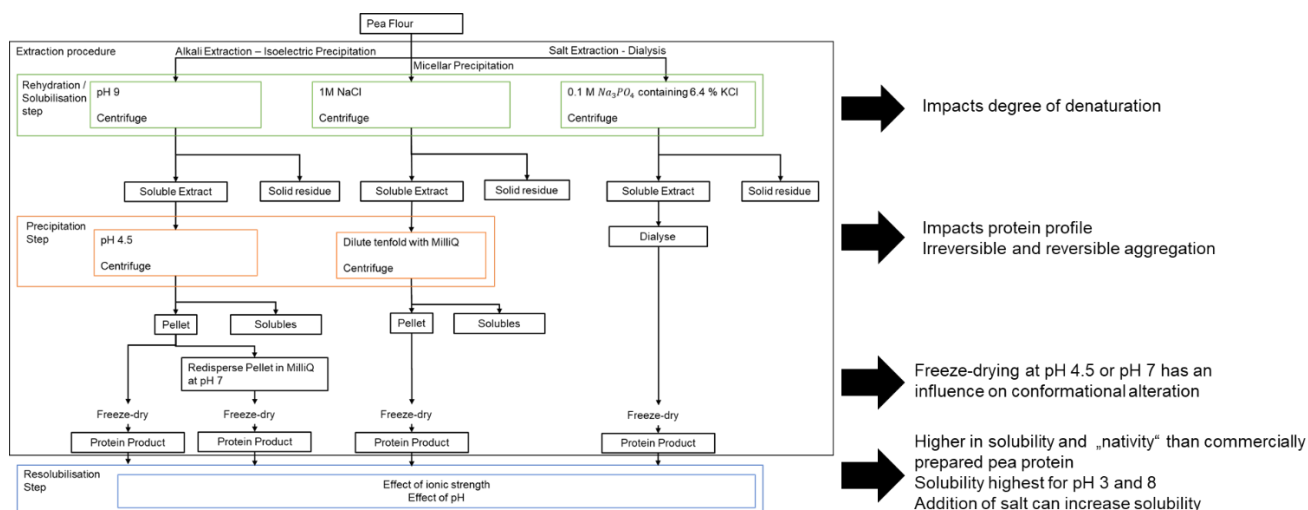 Pea Flour
Extraction procedure
Alkali Extraction – Isoelectric Precipitation
Salt Extraction - Dialysis
Micellar Precipitation
Rehydration /
Solubilisation
step
pH 9
Centrifuge
1M NaCl
Centrifuge
0.1 M Na₃PO₄ containing 6.4 % KCl
Centrifuge
Impacts degree of denaturation
Soluble Extract
Solid residue
Soluble Extract
Solid residue
Soluble Extract
Solid residue
Precipitation
Step
pH 4.5
Centrifuge
Dilute tenfold with MilliQ
Centrifuge
Dialyse
Impacts protein profile
Irreversible and reversible aggregation
Pellet
Solubles
Pellet
Solubles
Redisperse Pellet in MilliQ
at pH 7
Freeze-drying at pH 4.5 or pH 7 has an
influence on conformational alteration
Freeze-dry
Freeze-dry
Freeze-dry
Freeze-dry
Protein Product
Protein Product
Protein Product
Protein Product
Resolubilisation
Step
Effect of ionic strength
Effect of pH
Higher in solubility and „nativity“ than commercially
prepared pea protein
Solubility highest for pH 3 and 8
Addition of salt can increase solubility